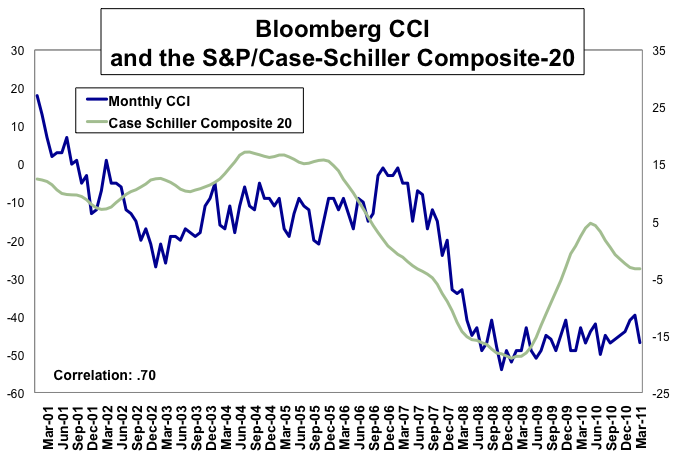 Bloomberg CCI
and the S&P/Case-Schiller Composite-20
30
20
10
0
-10
-20
-30
-40
-50
-60
35
25
15
5
-5
-15
-25
Monthly CCI
Case Schiller Composite 20
Correlation: .70
Mar-01
Jun-01
Sep-01
Dec-01
Mar-02
Jun-02
Sep-02
Dec-02
Mar-03
Jun-03
Sep-03
Dec-03
Mar-04
Jun-04
Sep-04
Dec-04
Mar-05
Jun-05
Sep-05
Dec-05
Mar-06
Jun-06
Sep-06
Dec-06
Mar-07
Jun-07
Sep-07
Dec-07
Mar-08
Jun-08
Sep-08
Dec-08
Mar-09
Jun-09
Sep-09
Dec-09
Mar-10
Jun-10
Sep-10
Dec-10
Mar-11